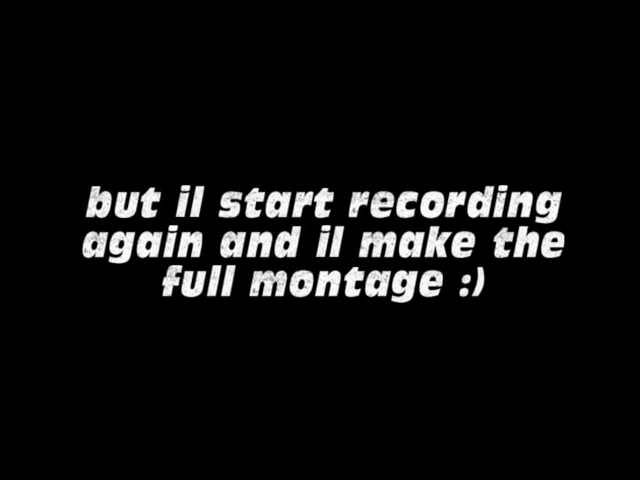 but il start recording
again and il make the
full montage :)